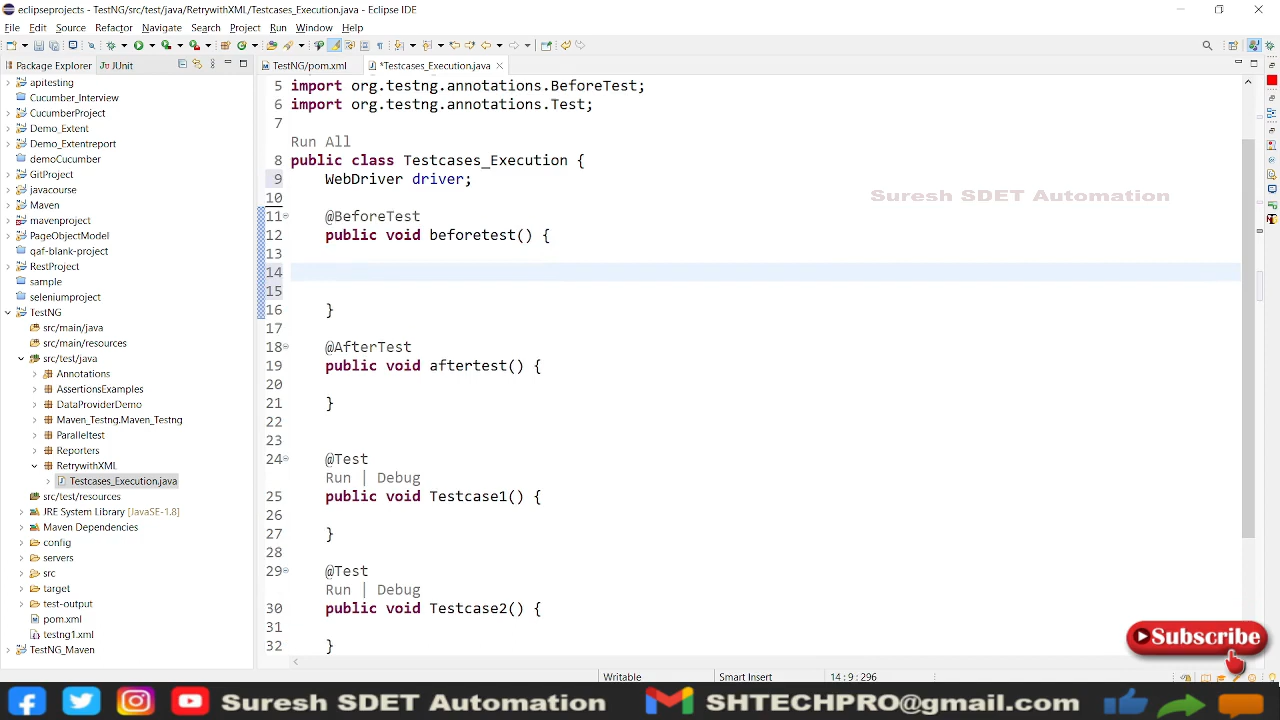 eclipseprojects - TestNG/src/test/java/RetrywithXML/Testcases_Execution.java - Eclipse IDE
File Edit Source Refactor Navigate Search Project Run Window Help
Package Explorer JUnit
TestNG/pom.xml *Testcases_Execution.java
apitesting
Cucumber_Interview
CucumberProject
Demo_Extent
Demo_Extentreport
demoCucumber
GitProject
javacourse
Maven
mavenproject
PageObjectModel
qaf-blank-project
RestProject
sample
seleniumproject
TestNG
src/main/java
src/main/resources
src/test/java
Annotations
AssertionsExamples
DataProviderDemo
Maven_Testng.Maven_Testng
Paralleltest
Reporters
RetrywithXML
Testcases_Execution.java
src/test/resources
JRE System Library [JavaSE-1.8]
Maven Dependencies
config
servers
src
target
test-output
pom.xml
testng1.xml
TestNG_Maven
5 import org.testng.annotations.BeforeTest;
6 import org.testng.annotations.Test;
7
Run All
8 public class Testcases_Execution {
9 WebDriver driver;
10
11 @BeforeTest
12 public void beforetest() {
13
14
15
16 }
17
18 @AfterTest
19 public void aftertest() {
20
21 }
22
23
24 @Test
Run | Debug
25 public void Testcase1() {
26
27 }
28
29 @Test
Run | Debug
30 public void Testcase2() {
31
32 }
Suresh SDET Automation
Subscribe
Writable Smart Insert 14 : 9 : 296
Suresh SDET Automation SHTECHPRO@gmail.com